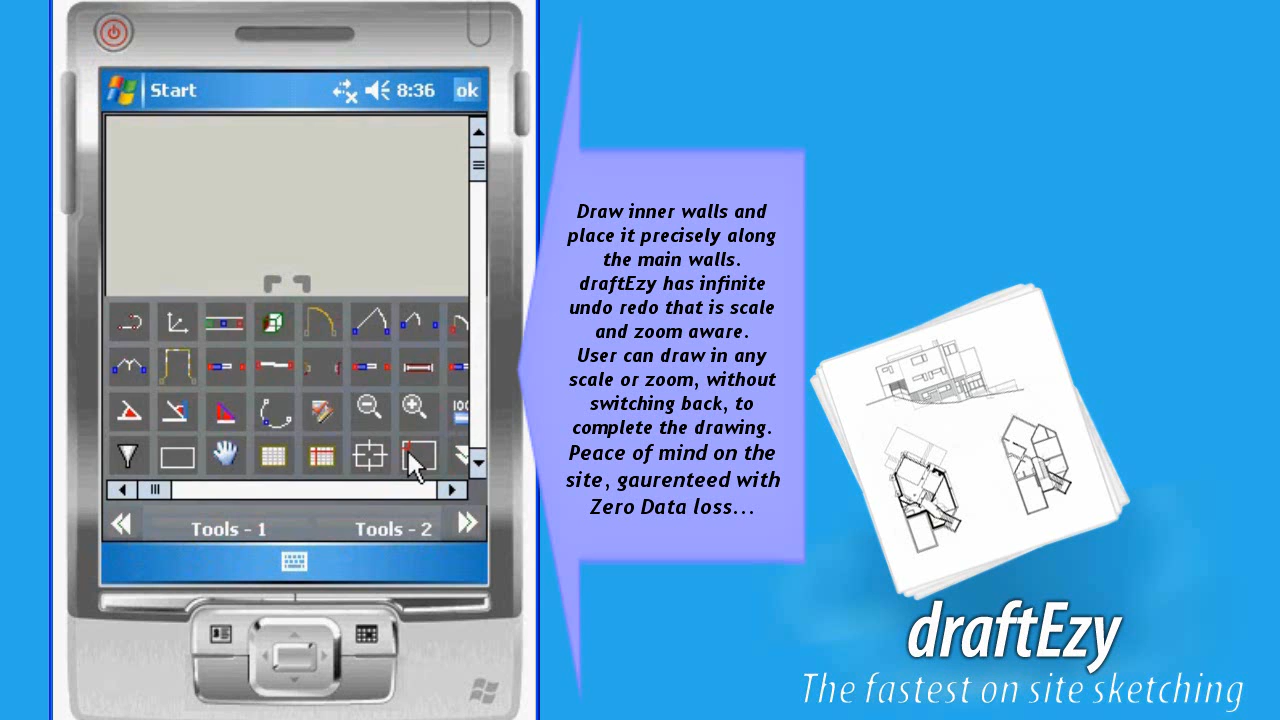 Start
8:36
ok
100
Tools - 1
Tools - 2
Draw inner walls and
place it precisely along
the main walls.
draftEzy has infinite
undo redo that is scale
and zoom aware.
User can draw in any
scale or zoom, without
switching back, to
complete the drawing.
Peace of mind on the
site, gaurenteed with
Zero Data loss...
draftEzy
The fastest on site sketching